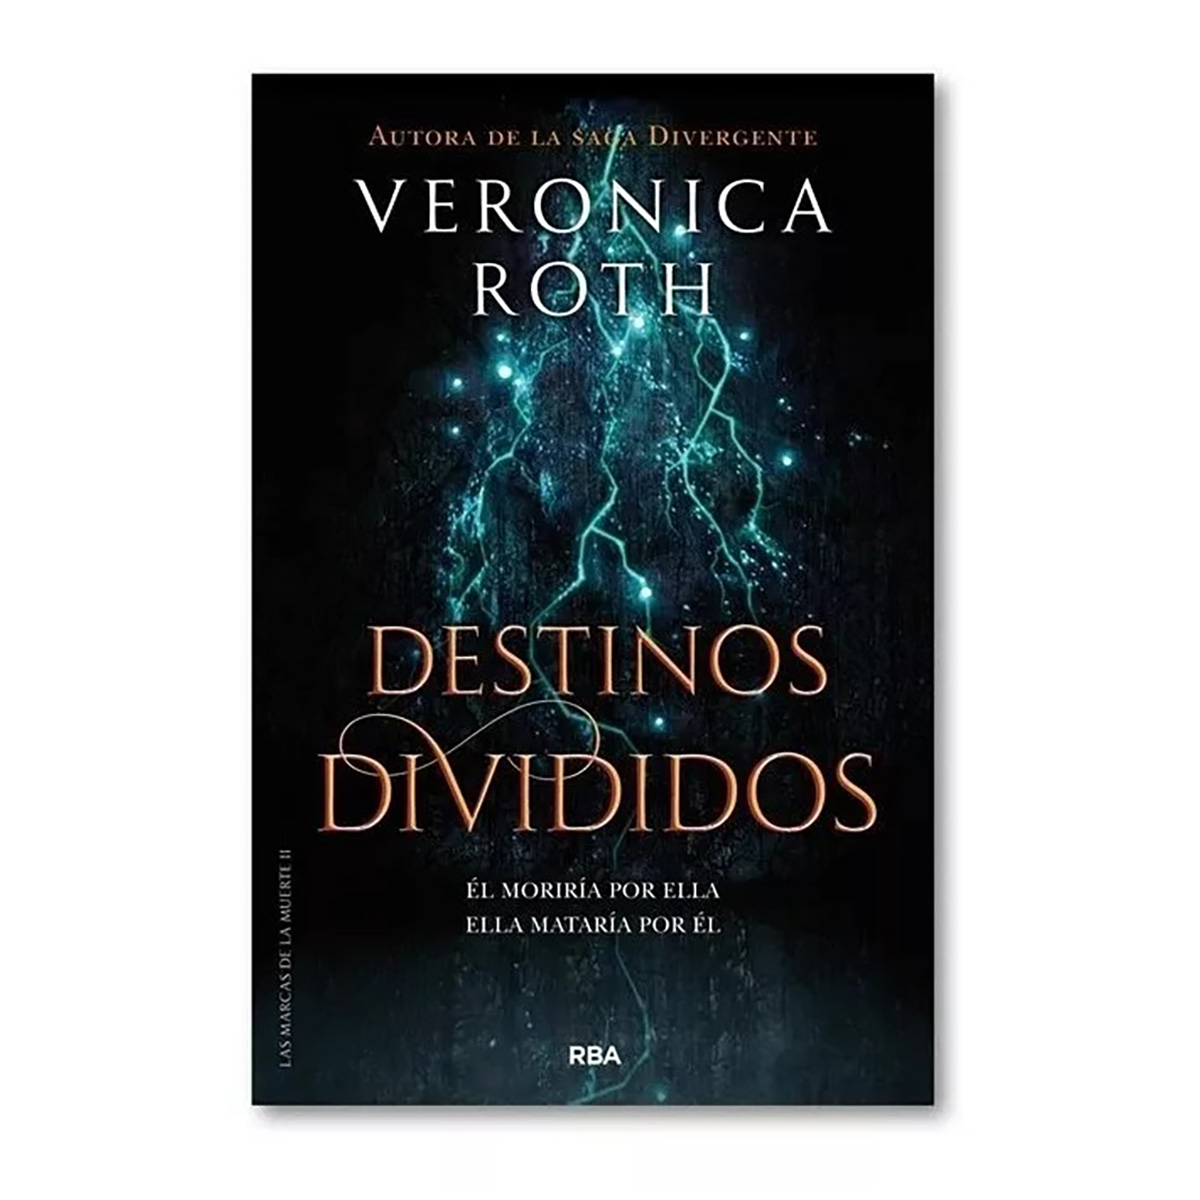 AUTORA DE LA SAGA DIVERGENTE
VERONICA
ROTH
DESTINOS
DIVIDIDOS
ÉL MORIRÍA POR ELLA
ELLA MATARÍA POR ÉL
LAS MARCAS DE LA MUERTE II
RBA